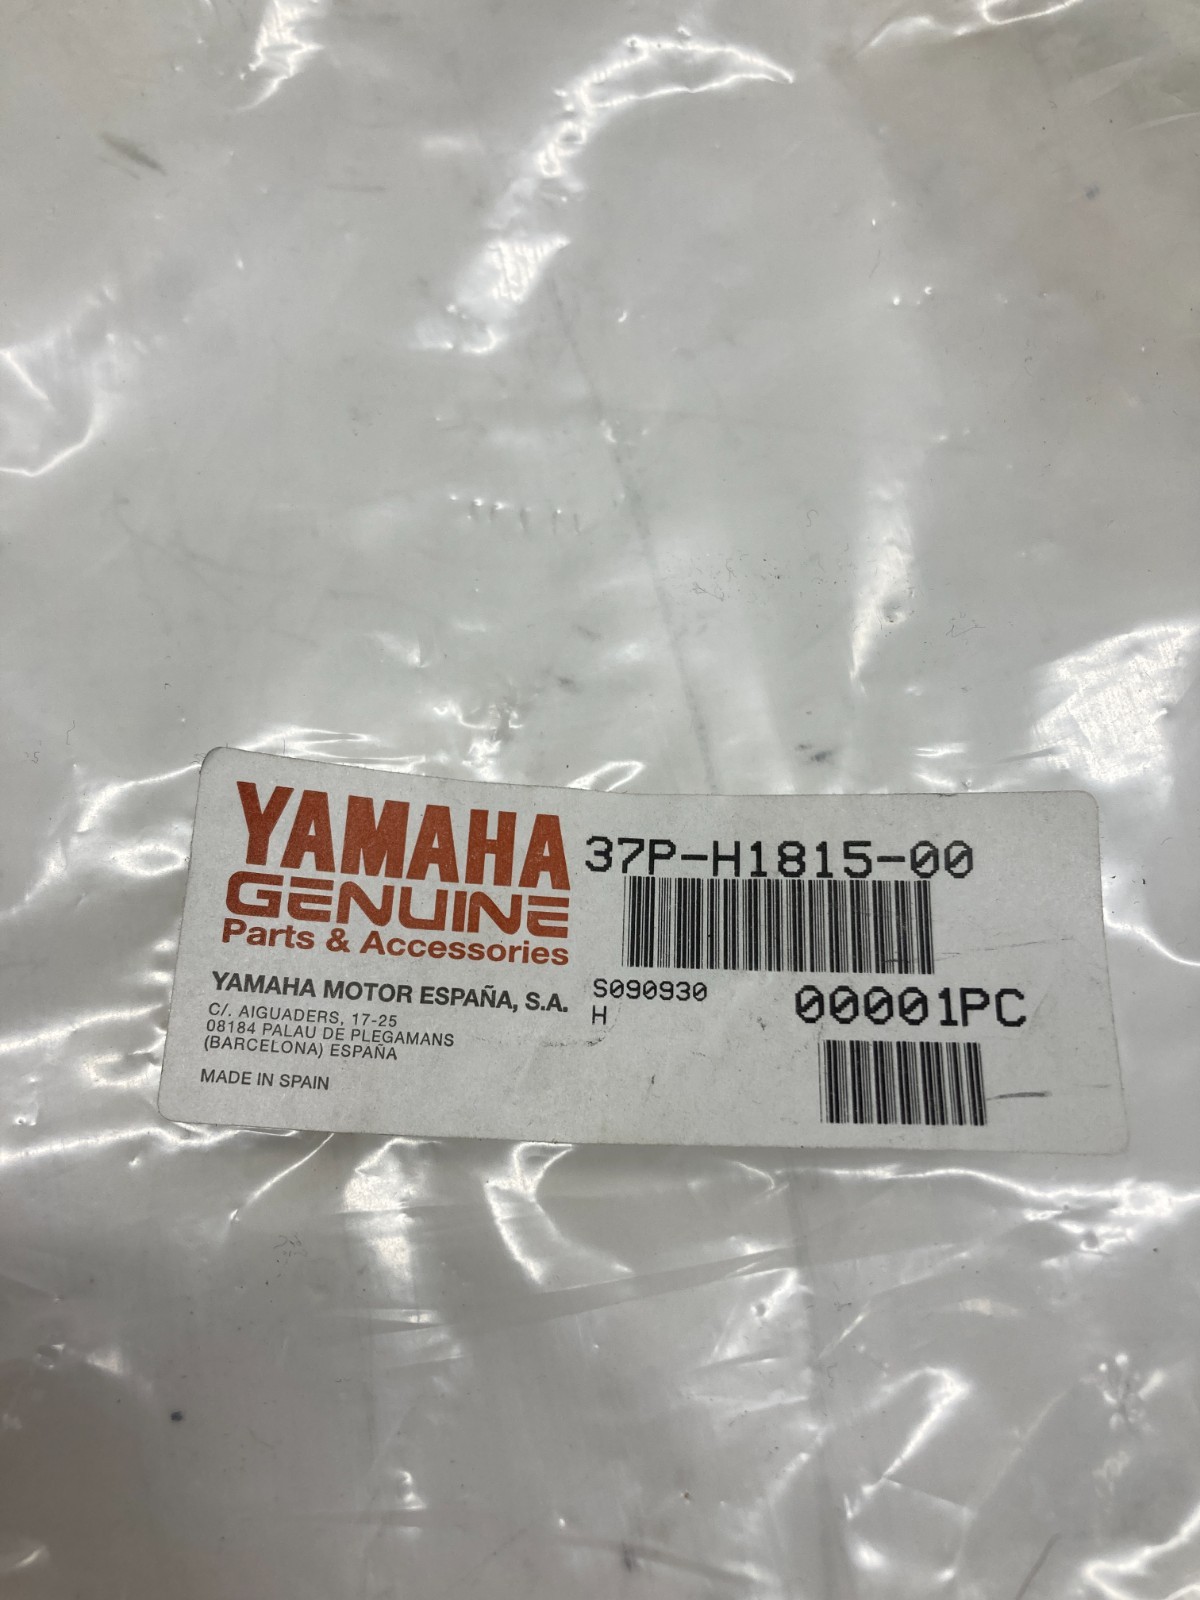 YAMAHA
GENUINE
Parts & Accessories
YAMAHA MOTOR ESPAÑA, S.A.
C/. AIGUADERS, 17-25
08184 PALAU DE PLEGAMANS
(BARCELONA) ESPAÑA
MADE IN SPAIN
37P-H1815-00
S090930
H
00001PC